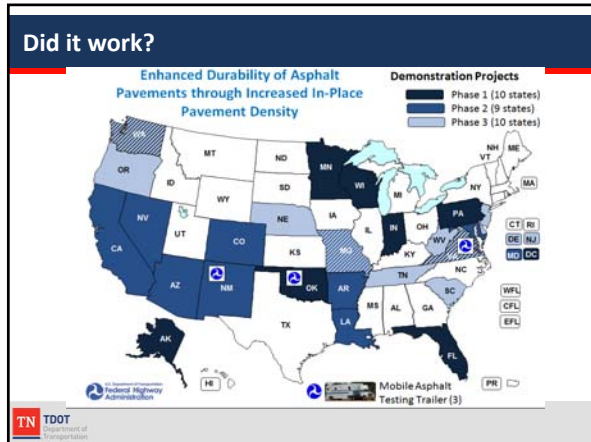 Did it work?
Enhanced Durability of Asphalt
Pavements through Increased In-Place
Pavement Density
Demonstration Projects
Phase 1 (10 states)
Phase 2 (9 states)
Phase 3 (10 states)
WA
MT
ND
MN
OR
ID
SD
WI
WY
MI
NH
VT
ME
NY
MA
NV
UT
NE
IA
IL
IN
OH
PA
CT
RI
CA
CO
KS
MO
KY
WV
DE
NJ
MD
DC
AZ
NM
OK
AR
TN
NC
SC
TX
LA
MS
AL
GA
FL
WFL
CFL
EFL
AK
HI
PR
U.S. Department of Transportation
Federal Highway
Administration
Mobile Asphalt
Testing Trailer (3)
TN
TDOT
Department of
Transportation